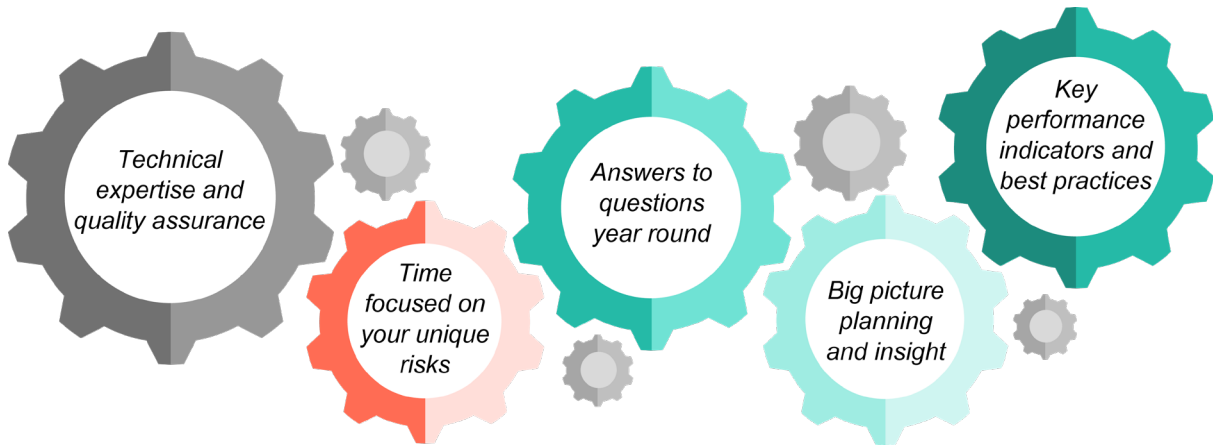 Technical
expertise and
quality assurance
Time
focused on
your unique
risks
Answers to
questions
year round
Big picture
planning
and insight
Key
performance
indicators and
best practices